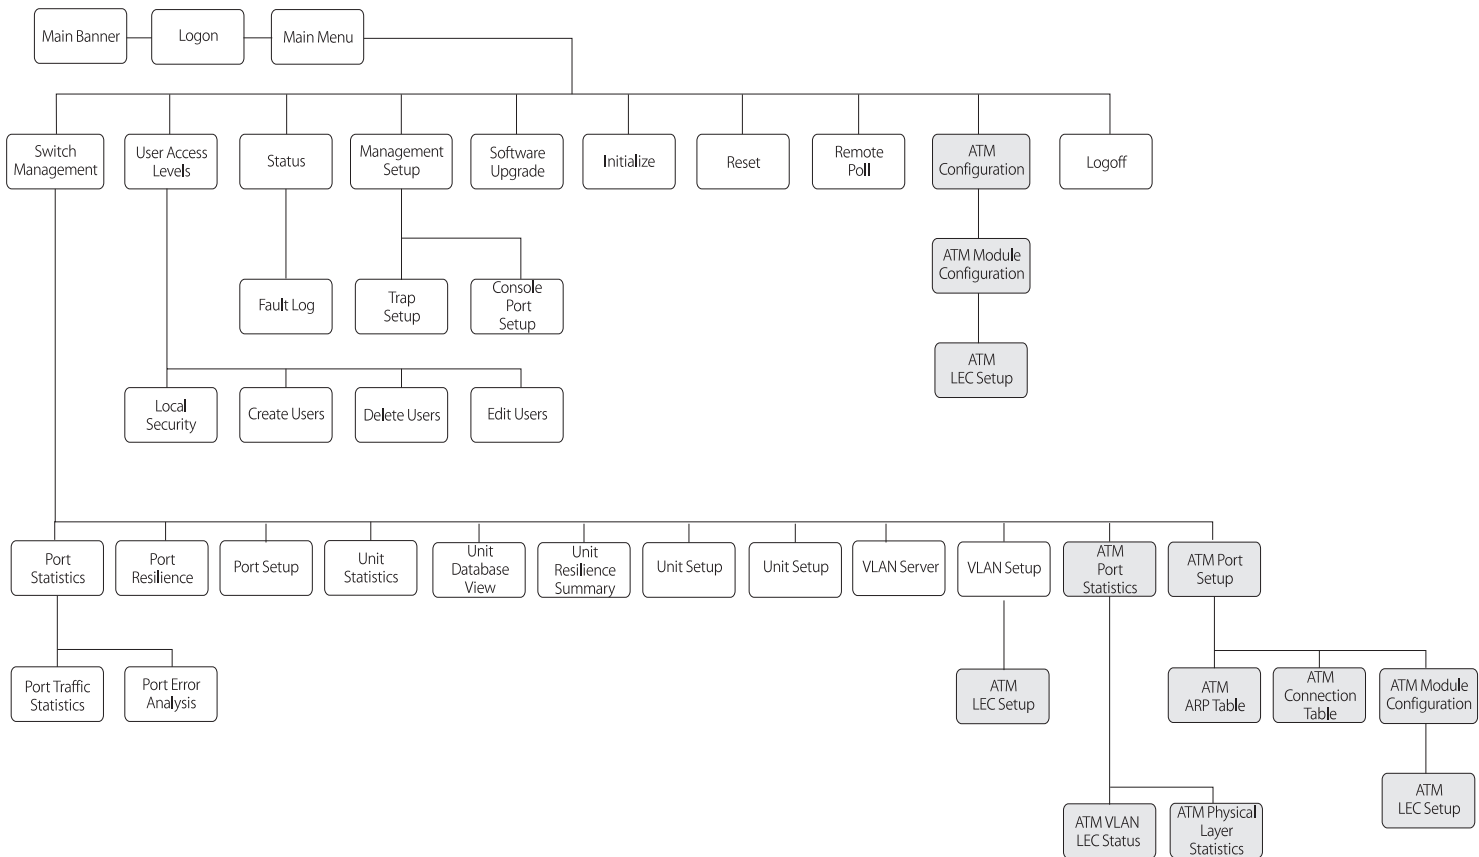 Main Banner
Logon
Main Menu
Switch
Management
User Access
Levels
Status
Management
Setup
Software
Upgrade
Initialize
Reset
Remote
Poll
ATM
Configuration
Logoff
ATM Module
Configuration
Fault Log
Trap
Setup
Console
Port
Setup
ATM
LEC Setup
Local
Security
Create Users
Delete Users
Edit Users
Port
Statistics
Port
Resilience
Port Setup
Unit
Statistics
Unit
Database
View
Unit
Resilience
Summary
Unit Setup
Unit Setup
VLAN Server
VLAN Setup
ATM
Port
Statistics
ATM Port
Setup
Port Traffic
Statistics
Port Error
Analysis
ATM
LEC Setup
ATM
ARP Table
ATM
Connection
Table
ATM Module
Configuration
ATM VLAN
LEC Status
ATM Physical
Layer
Statistics
ATM
LEC Setup